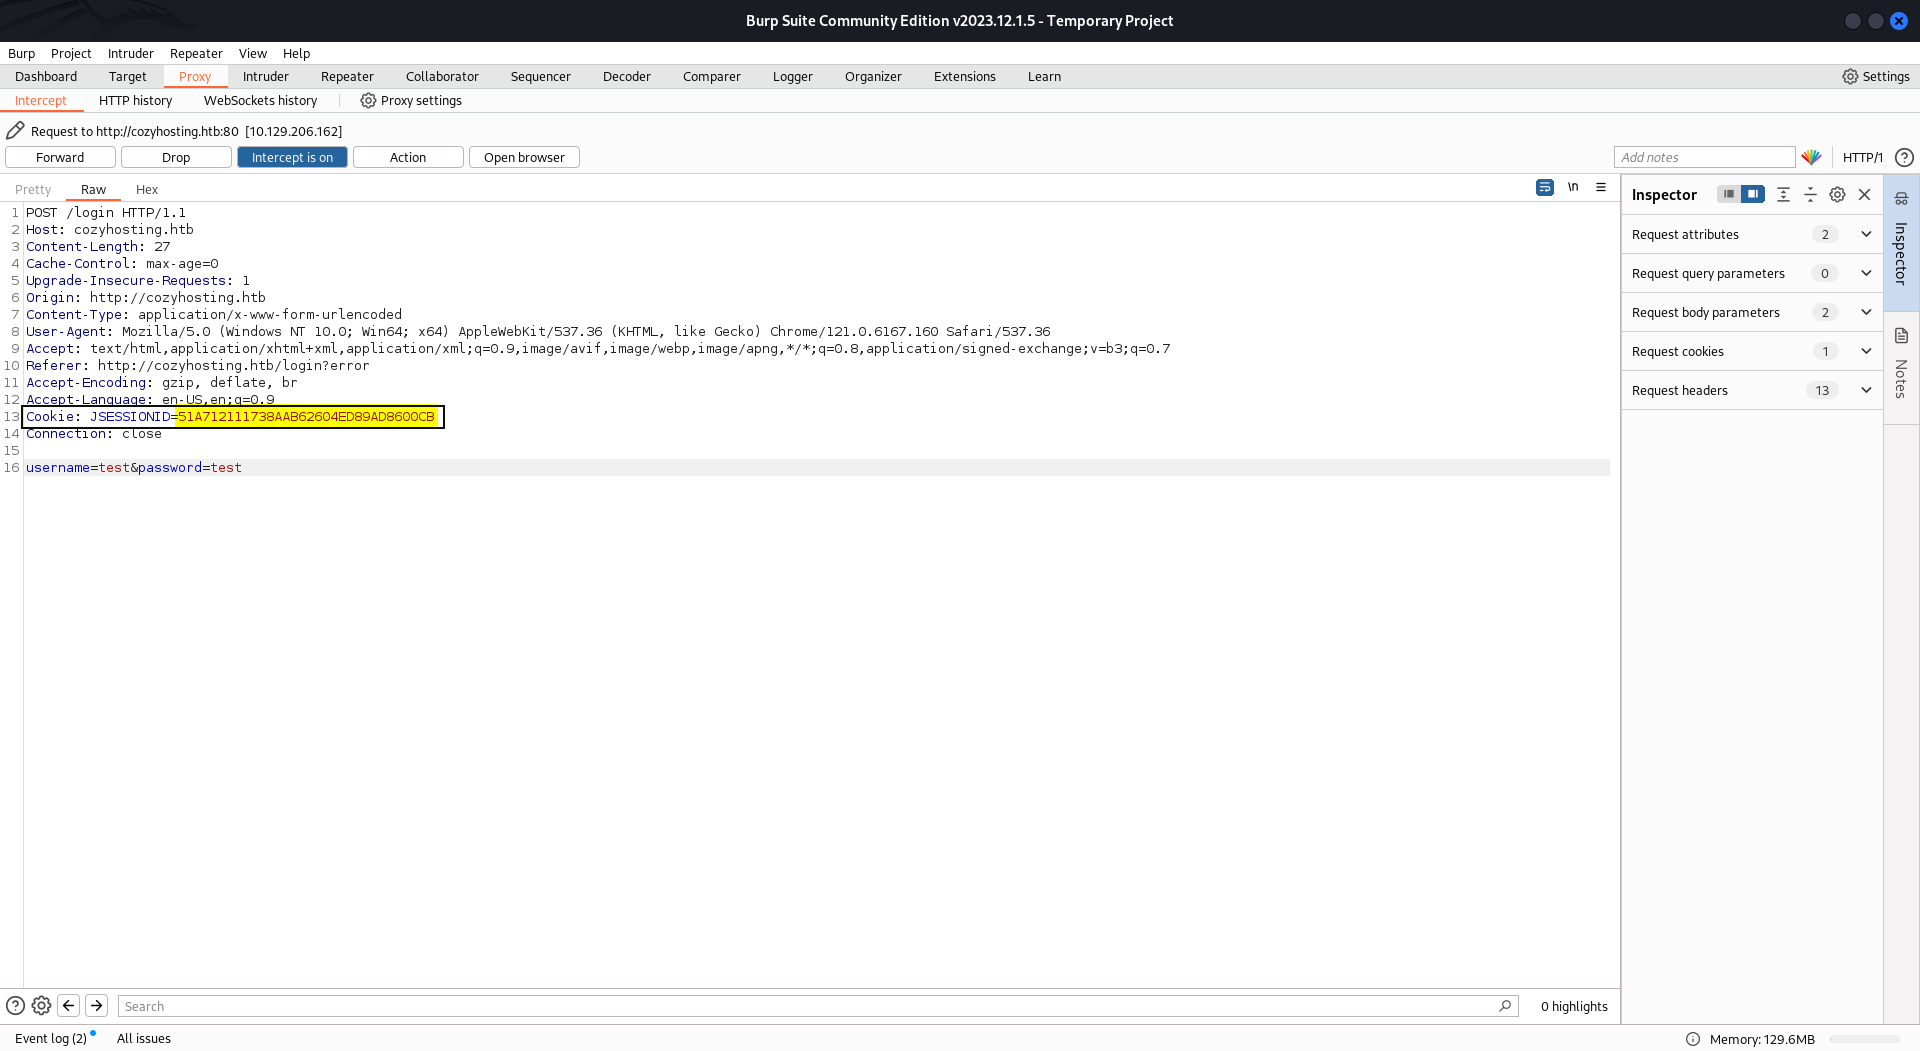 Burp Suite Community Edition v2023.12.1.5 - Temporary Project
Burp Project Intruder Repeater View Help
Dashboard Target Proxy Intruder Repeater Collaborator Sequencer Decoder Comparer Logger Organizer Extensions Learn Settings
Intercept HTTP history WebSockets history Proxy settings
Request to http://cozyhosting.htb:80 [10.129.206.162]
Forward Drop Intercept is on Action Open browser Add notes HTTP/1
Pretty Raw Hex \n
1 POST /login HTTP/1.1
2 Host: cozyhosting.htb
3 Content-Length: 27
4 Cache-Control: max-age=0
5 Upgrade-Insecure-Requests: 1
6 Origin: http://cozyhosting.htb
7 Content-Type: application/x-www-form-urlencoded
8 User-Agent: Mozilla/5.0 (Windows NT 10.0; Win64; x64) AppleWebKit/537.36 (KHTML, like Gecko) Chrome/121.0.6167.160 Safari/537.36
9 Accept: text/html,application/xhtml+xml,application/xml;q=0.9,image/avif,image/webp,image/apng,*/*;q=0.8,application/signed-exchange;v=b3;q=0.7
10 Referer: http://cozyhosting.htb/login?error
11 Accept-Encoding: gzip, deflate, br
12 Accept-Language: en-US,en;q=0.9
13 Cookie: JSESSIONID=51A712111738AAB62604ED89AD8600CB
14 Connection: close
15
16 username=test&password=test
Inspector
Request attributes 2
Request query parameters 0
Request body parameters 2
Request cookies 1
Request headers 13
Inspector
Notes
Search 0 highlights
Event log (2) All issues Memory: 129.6MB